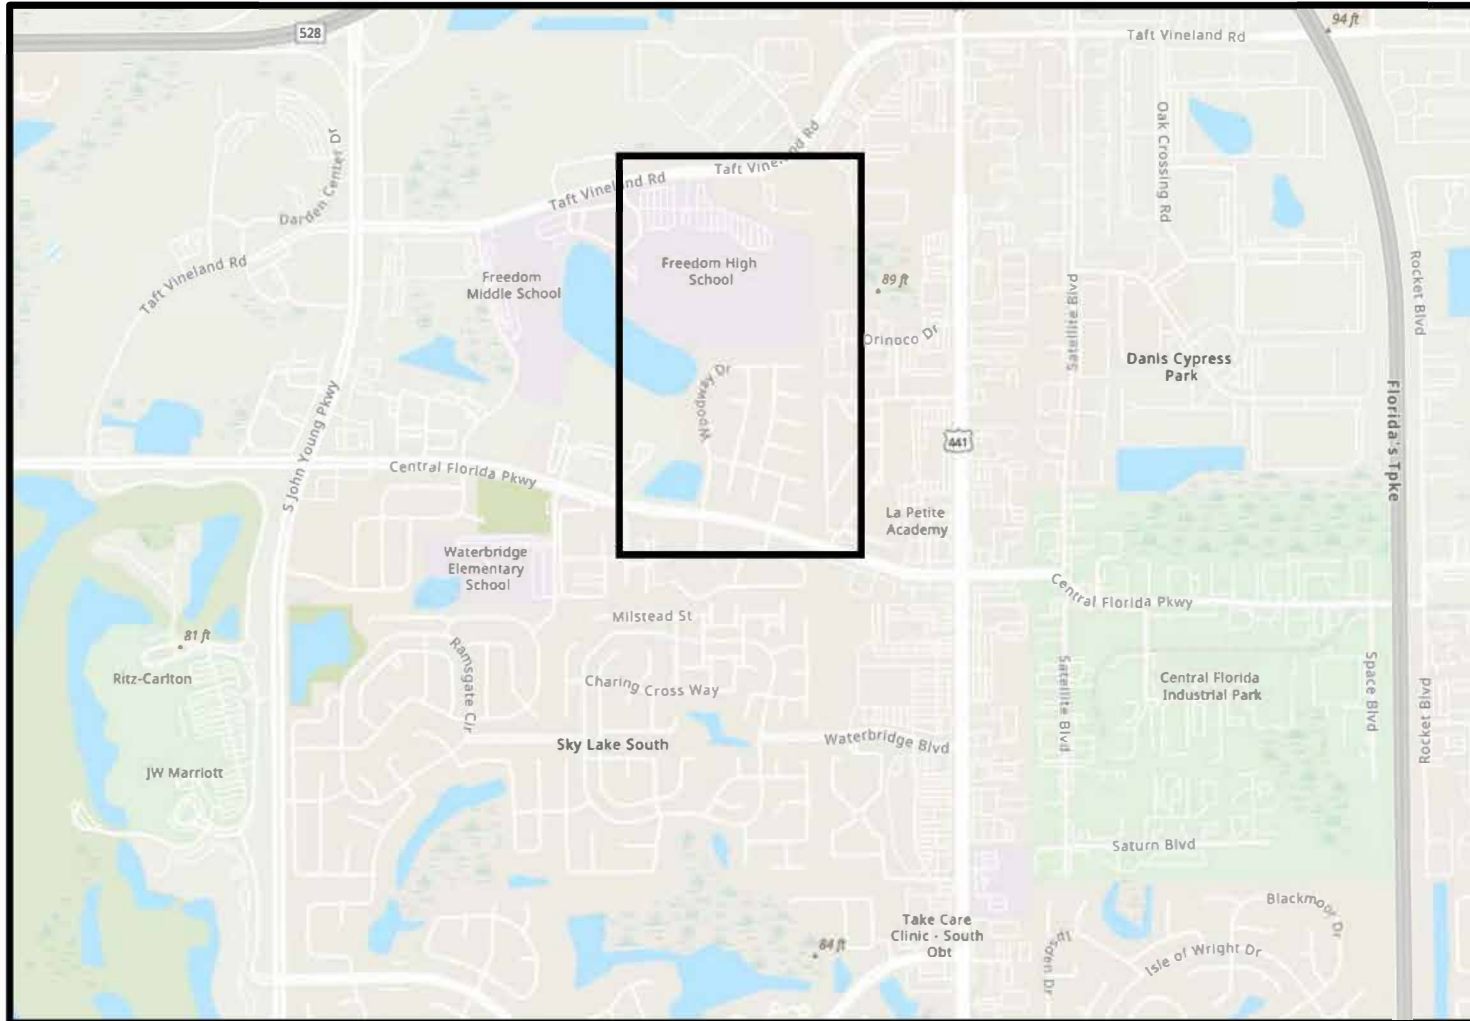 94 ft
528
Taft Vineland Rd
Oak Crossing Rd
Darden Center Dr
Taft Vineland Rd
Taft Vineland Rd
Taft Vineland Rd
Freedom
Middle School
Freedom High
School
89 ft
Orinoco Dr
Satellite Blvd
Rocket Blvd
Danis Cypress
Park
Woodway Dr
S John Young Pkwy
Florida's Tpke
441
Central Florida Pkwy
La Petite
Academy
Waterbridge
Elementary
School
Central Florida Pkwy
Milstead St
81 ft
Ritz-Carlton
Ramsgate Cir
Charing Cross Way
Satellite Blvd
Central Florida
Industrial Park
Space Blvd
Rocket Blvd
Sky Lake South
Waterbridge Blvd
JW Marriott
Saturn Blvd
Blackmoor Dr
Take Care
Clinic - South
Obt
84 ft
Ipsden Dr
Isle of Wright Dr